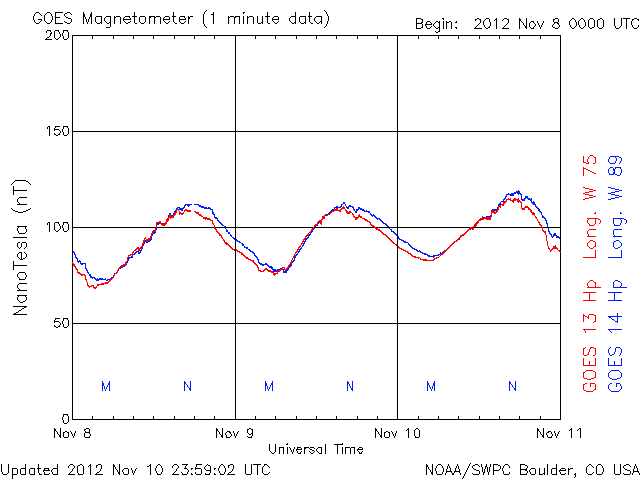 GOES Magnetometer (1 minute data)
Begin: 2012 Nov 8 0000 UTC
200
150
100
50
0
NanoTesla (nT)
M N M N M N
Nov 8 Nov 9 Nov 10 Nov 11
Universal Time
GOES 13 Hp Long. W 75
GOES 14 Hp Long. W 89
Updated 2012 Nov 10 23:59:02 UTC
NOAA/SWPC Boulder, CO USA